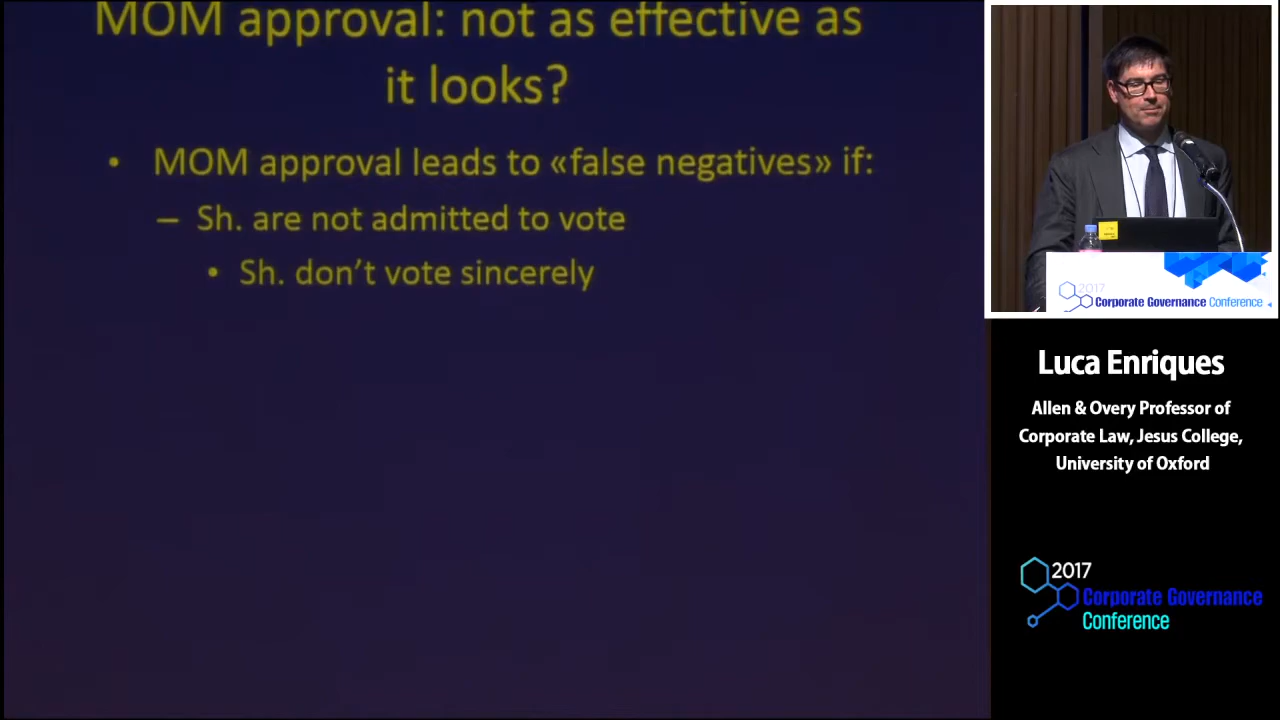 MOM approval: not as effective as
it looks?
• MOM approval leads to «false negatives» if:
– Sh. are not admitted to vote
• Sh. don’t vote sincerely
2017
Corporate Governance Conference
Luca Enriques
Allen & Overy Professor of
Corporate Law, Jesus College,
University of Oxford
2017
Corporate Governance
Conference